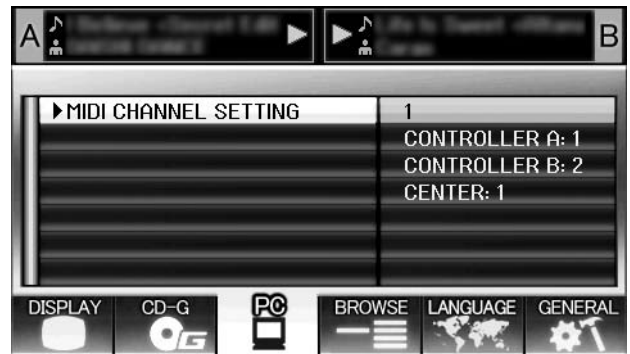 A
B
MIDI CHANNEL SETTING
1
CONTROLLER A: 1
CONTROLLER B: 2
CENTER: 1
DISPLAY
CD-G
PC
BROWSE
LANGUAGE
GENERAL